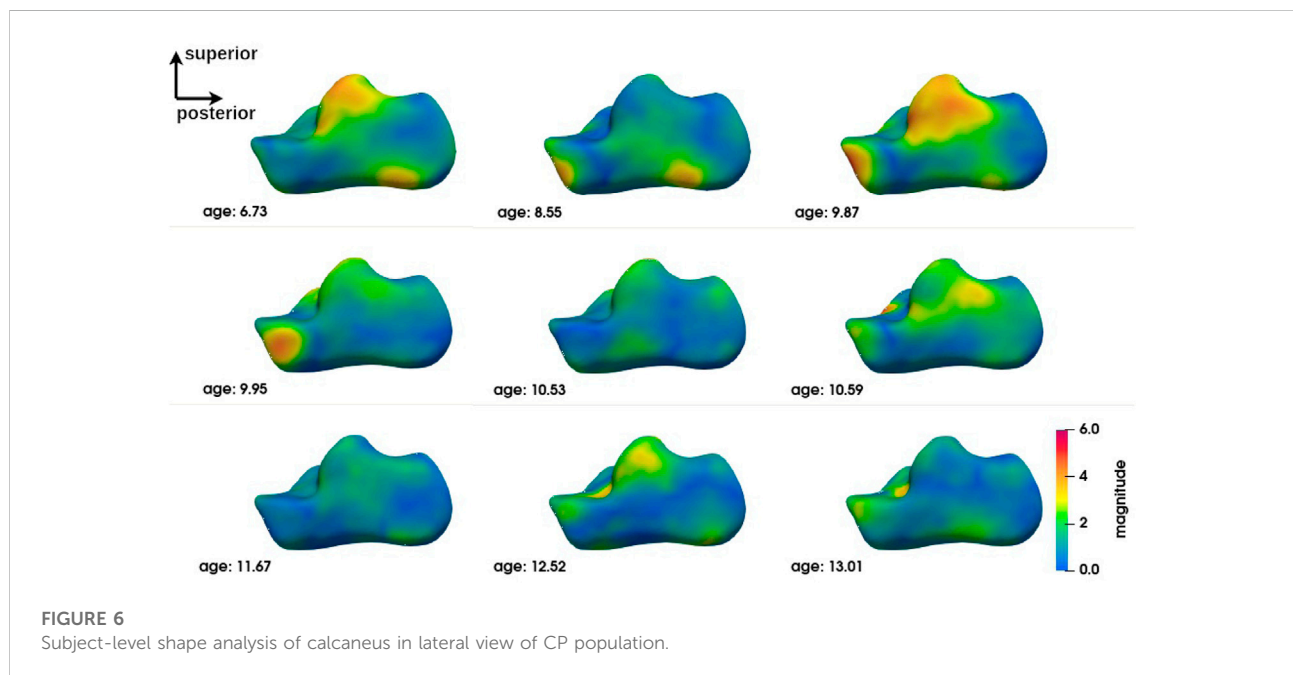 superior
posterior
age: 6.73
age: 8.55
age: 9.87
age: 9.95
age: 10.53
age: 10.59
6.0
4
2
0.0
magnitude
age: 11.67
age: 12.52
age: 13.01
FIGURE 6
Subject-level shape analysis of calcaneus in lateral view of CP population.